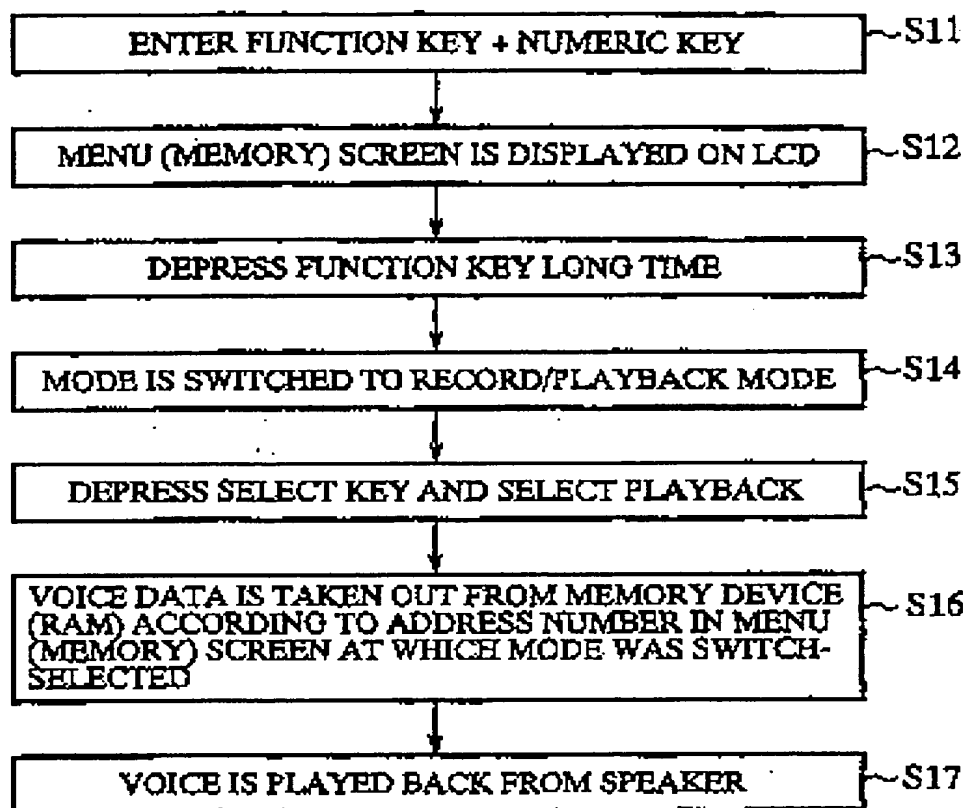 ENTER FUNCTION KEY + NUMERIC KEY ~S11
MENU (MEMORY) SCREEN IS DISPLAYED ON LCD ~S12
DEPRESS FUNCTION KEY LONG TIME ~S13
MODE IS SWITCHED TO RECORD/PLAYBACK MODE ~S14
DEPRESS SELECT KEY AND SELECT PLAYBACK ~S15
VOICE DATA IS TAKEN OUT FROM MEMORY DEVICE ~S16
(RAM) ACCORDING TO ADDRESS NUMBER IN MENU
(MEMORY) SCREEN AT WHICH MODE WAS SWITCH-
SELECTED
VOICE IS PLAYED BACK FROM SPEAKER ~S17